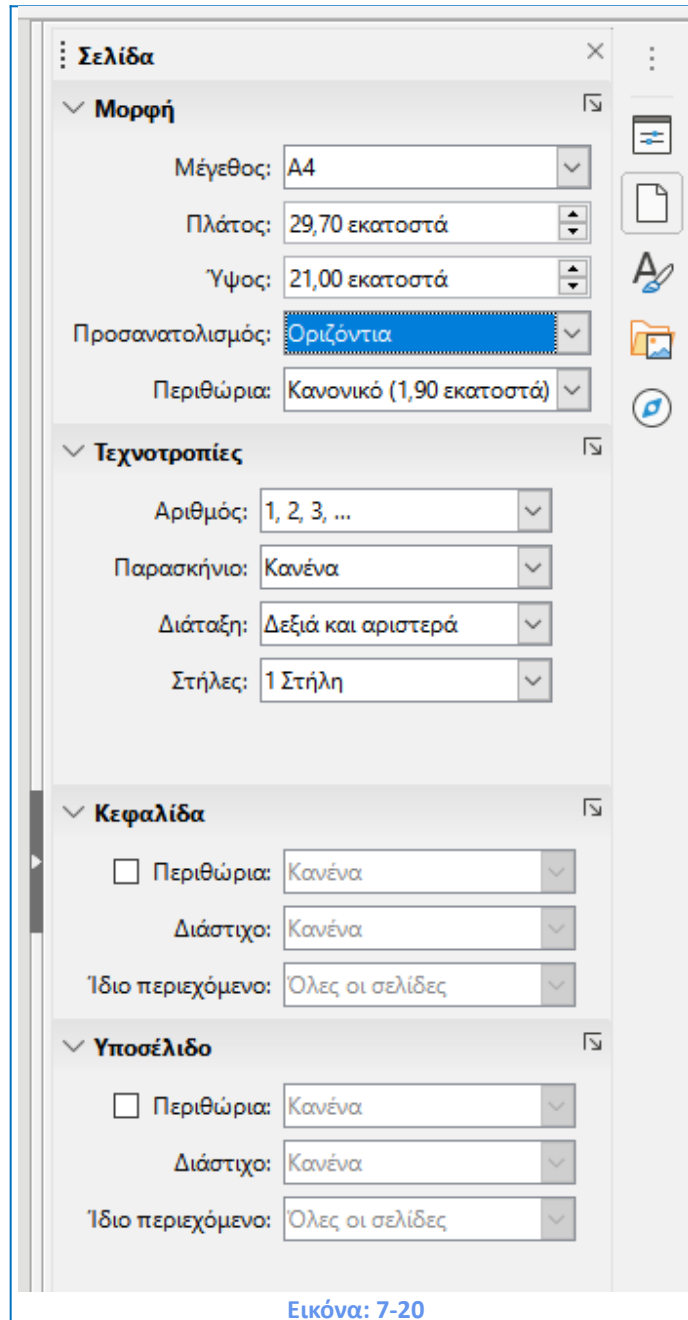 Σελίδα
Μορφή
Μέγεθος: A4
Πλάτος: 29,70 εκατοστά
Ύψος: 21,00 εκατοστά
Προσανατολισμός: Οριζόντια
Περιθώρια: Κανονικό (1,90 εκατοστά)
Τεχνοτροπίες
Αριθμός: 1, 2, 3, ...
Παρασκήνιο: Κανένα
Διάταξη: Δεξιά και αριστερά
Στήλες: 1 Στήλη
Κεφαλίδα
Περιθώρια: Κανένα
Διάστιχο: Κανένα
Ίδιο περιεχόμενο: Όλες οι σελίδες
Υποσέλιδο
Περιθώρια: Κανένα
Διάστιχο: Κανένα
Ίδιο περιεχόμενο: Όλες οι σελίδες
Εικόνα: 7-20